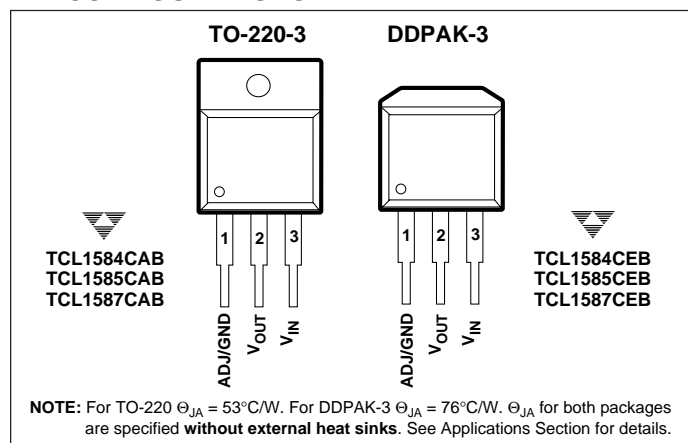 TO-220-3
DDPAK-3
1 2 3
ADJ/GND
VOUT
VIN
TCL1584CAB
TCL1585CAB
TCL1587CAB
1 2 3
ADJ/GND
VOUT
VIN
TCL1584CEB
TCL1585CEB
TCL1587CEB
NOTE: For TO-220 ΘJA = 53°C/W. For DDPAK-3 ΘJA = 76°C/W. ΘJA for both packages
are specified without external heat sinks. See Applications Section for details.